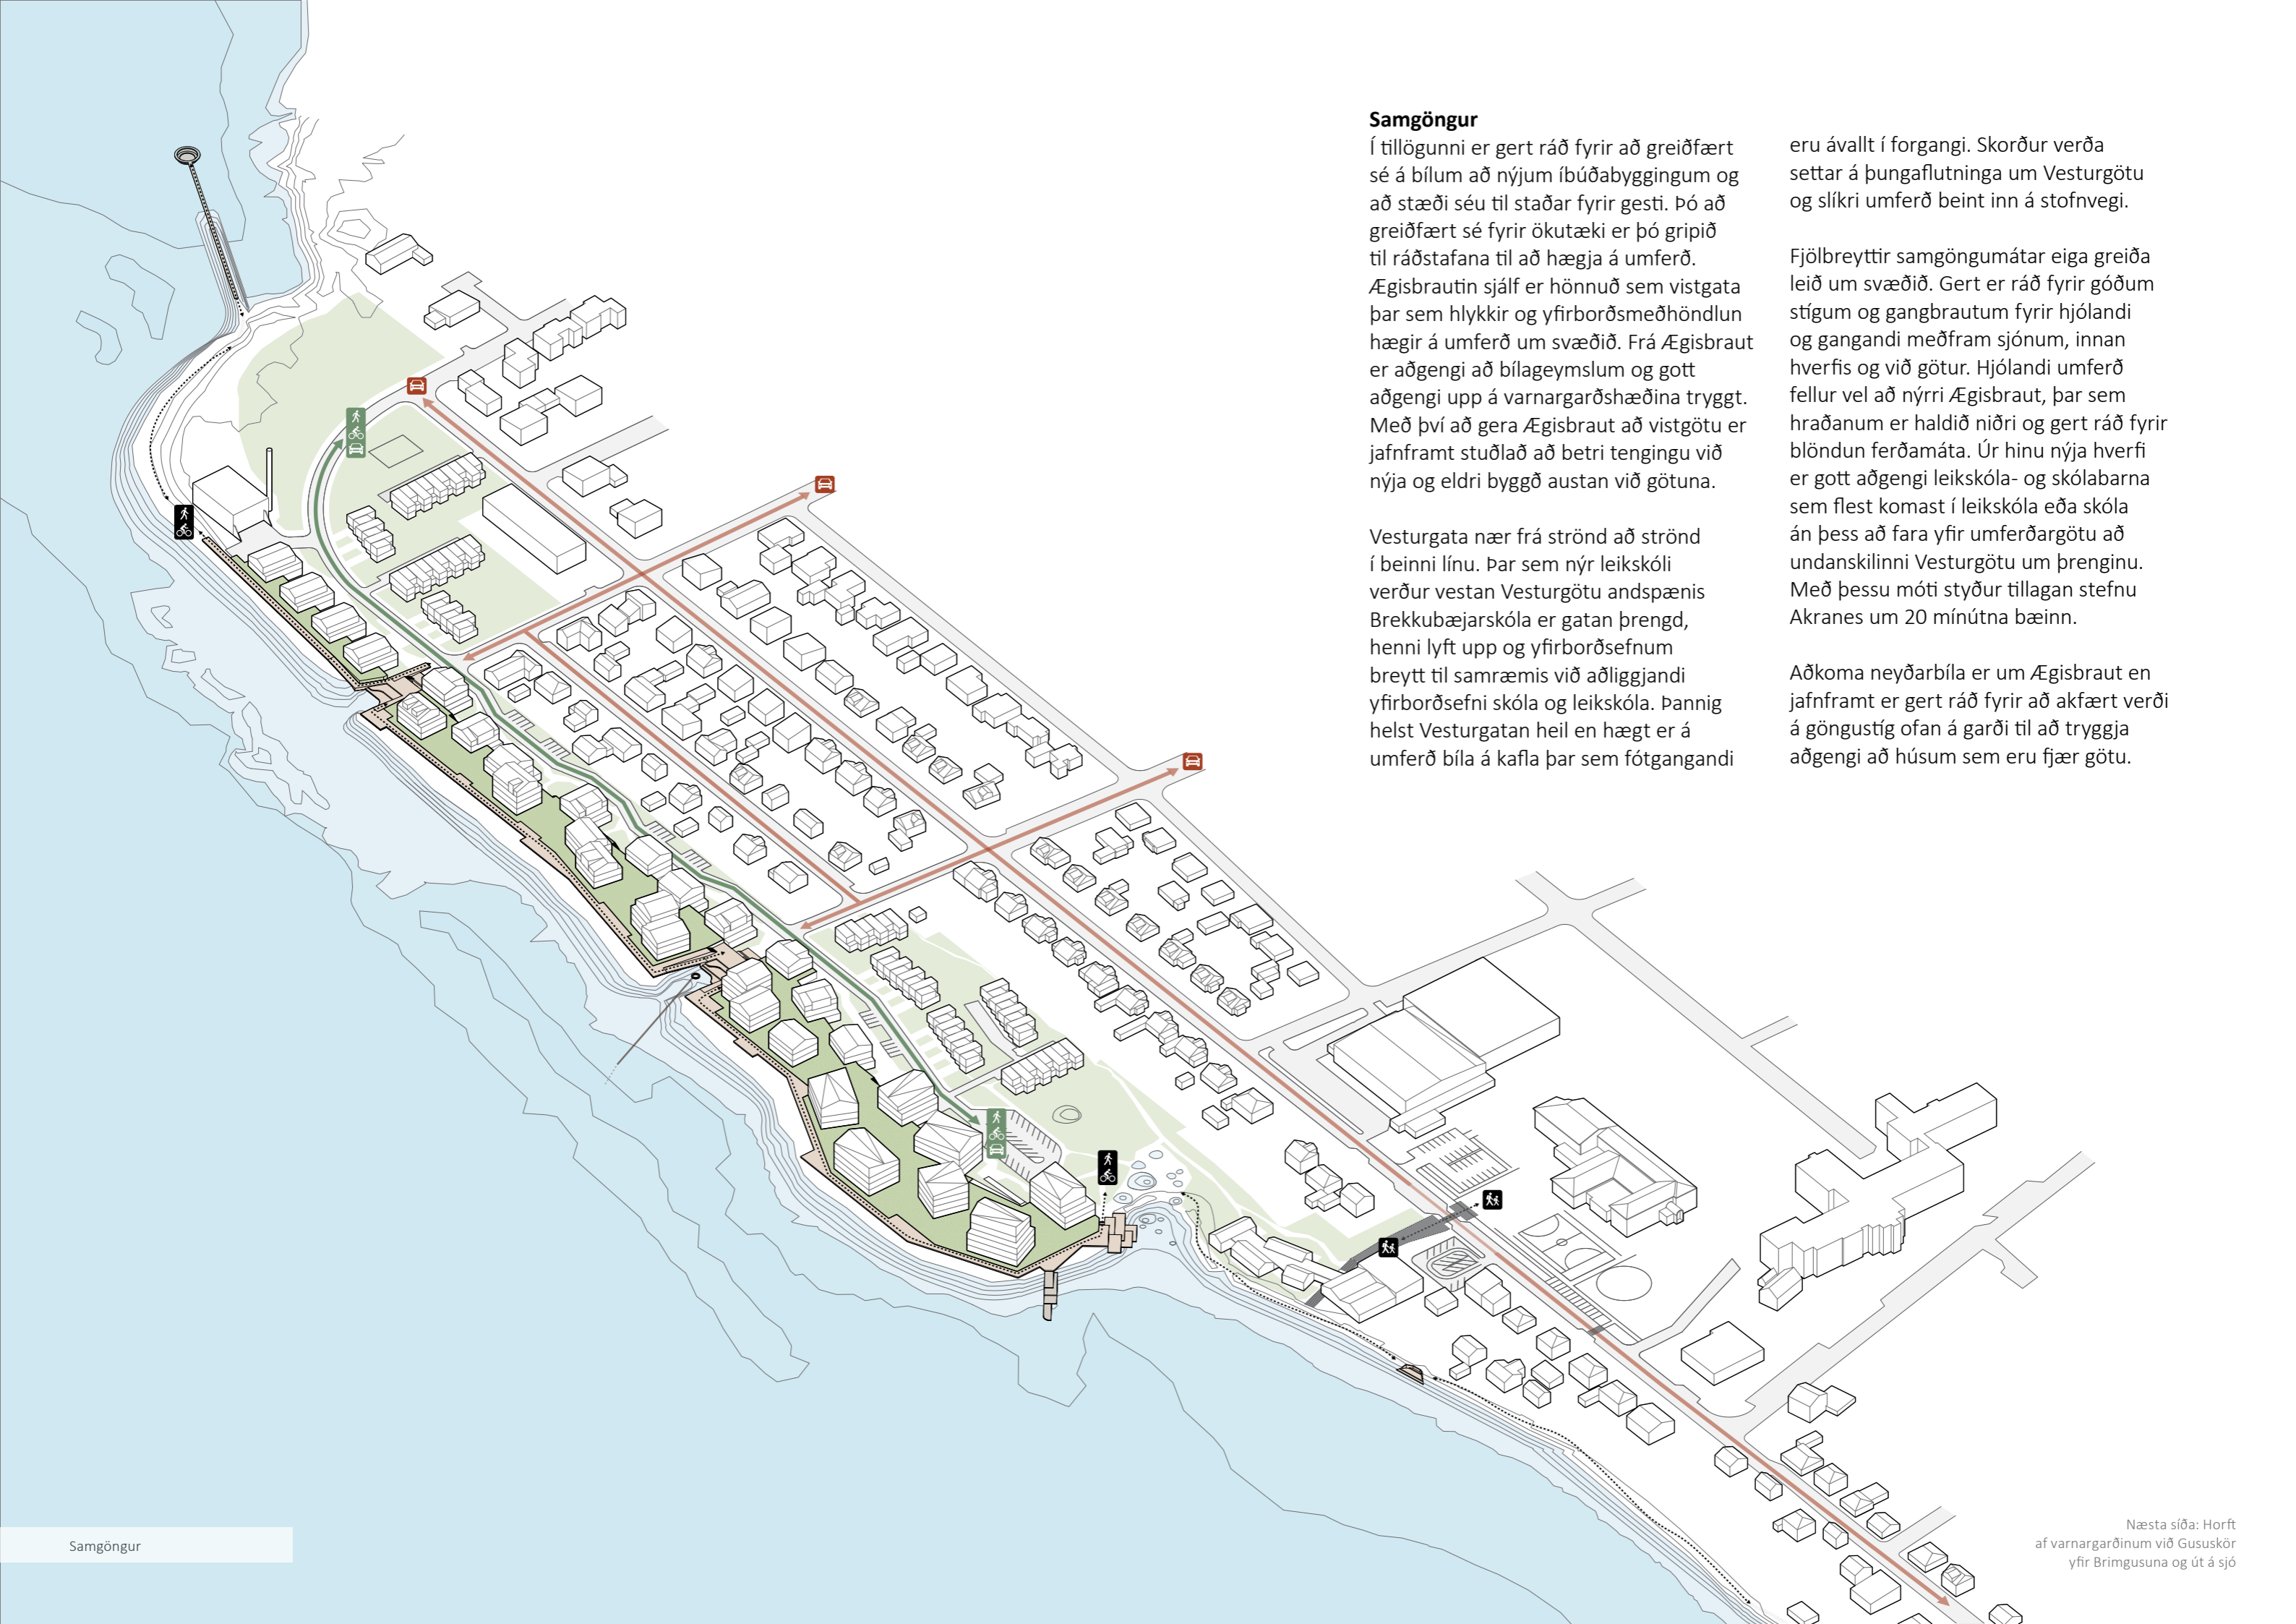 Samgöngur
Í tillögunni er gert ráð fyrir að greiðfært
sé á bílum að nýjum íbúðabyggingum og
að stæði séu til staðar fyrir gesti. Þó að
greiðfært sé fyrir ökutæki er þó gripið
til ráðstafana til að hægja á umferð.
Ægisbrautin sjálf er hönnuð sem vistgata
þar sem hlykkir og yfirborðsmeðhöndlun
hægir á umferð um svæðið. Frá Ægisbraut
er aðgengi að bílageymslum og gott
aðgengi upp á varnargarðshæðina tryggt.
Með því að gera Ægisbraut að vistgötu er
jafnframt stuðlað að betri tengingu við
nýja og eldri byggð austan við götuna.
Vesturgata nær frá strönd að strönd
í beinni línu. Þar sem nýr leikskóli
verður vestan Vesturgötu andspænis
Brekkubæjarskóla er gatan þrengd,
henni lyft upp og yfirborðsefnum
breytt til samræmis við aðliggjandi
yfirborðsefni skóla og leikskóla. Þannig
helst Vesturgatan heil en hægt er á
umferð bíla á kafla þar sem fótgangandi
eru ávallt í forgangi. Skorður verða
settar á þungaflutninga um Vesturgötu
og slíkri umferð beint inn á stofnvegi.
Fjölbreyttir samgöngumátar eiga greiða
leið um svæðið. Gert er ráð fyrir góðum
stígum og gangbrautum fyrir hjólandi
og gangandi meðfram sjónum, innan
hverfis og við götur. Hjólandi umferð
fellur vel að nýrri Ægisbraut, þar sem
hraðanum er haldið niðri og gert ráð fyrir
blöndun ferðamáta. Úr hinu nýja hverfi
er gott aðgengi leikskóla- og skólabarna
sem flest komast í leikskóla eða skóla
án þess að fara yfir umferðargötu að
undanskilinni Vesturgötu um þrenginu.
Með þessu móti styður tillagan stefnu
Akranes um 20 mínútna bæinn.
Aðkoma neyðarbíla er um Ægisbraut en
jafnframt er gert ráð fyrir að akfært verði
á göngustíg ofan á garði til að tryggja
aðgengi að húsum sem eru fjær götu.
Næsta síða: Horft
af varnargarðinum við Gususkör
yfir Brimgusuna og út á sjó
Samgöngur